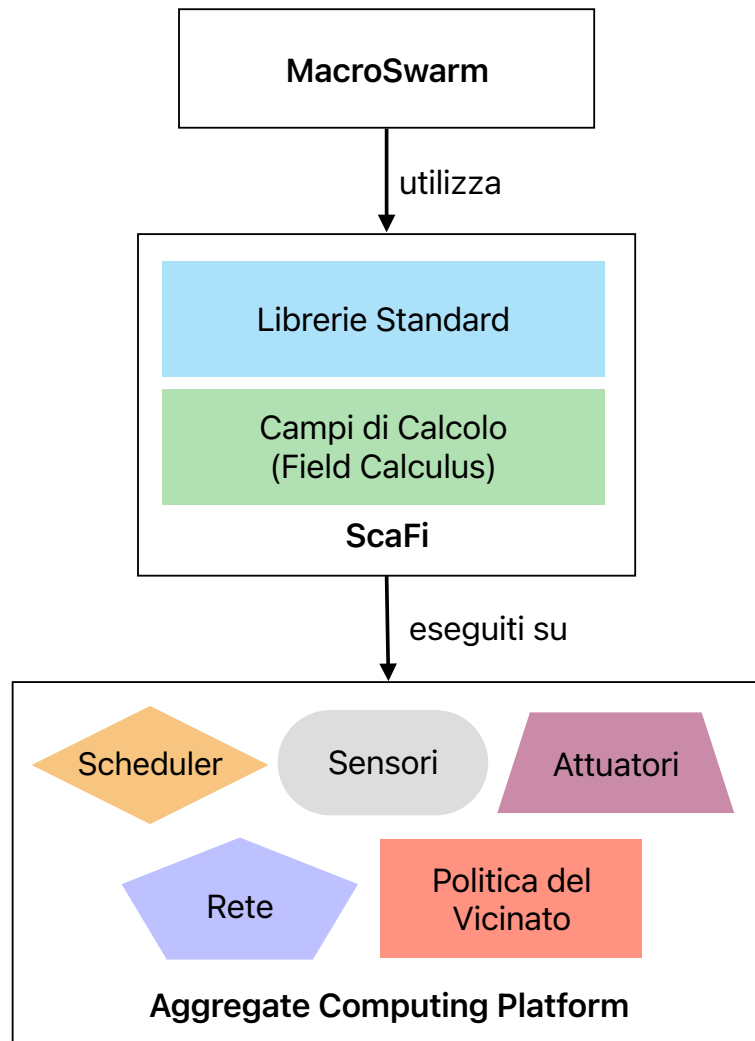 MacroSwarm
utilizza
Librerie Standard
Campi di Calcolo
(Field Calculus)
ScaFi
eseguiti su
Scheduler
Sensori
Attuatori
Rete
Politica del
Vicinato
Aggregate Computing Platform